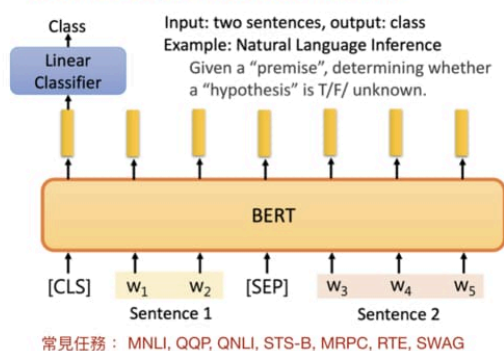 Class
Input: two sentences, output: class
Example: Natural Language Inference
Given a “premise”, determining whether
a “hypothesis” is T/F/ unknown.
Linear
Classifier
BERT
[CLS] w1 w2 [SEP] w3 w4 w5
Sentence 1 Sentence 2
常見任務： MNLI, QQP, QNLI, STS-B, MRPC, RTE, SWAG